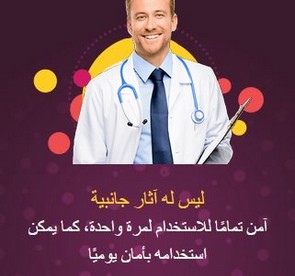 ليس له آثار جانبية
آمن تمامًا للاستخدام لمرة واحدة، كما يمكن
استخدامه بأمان يوميًا